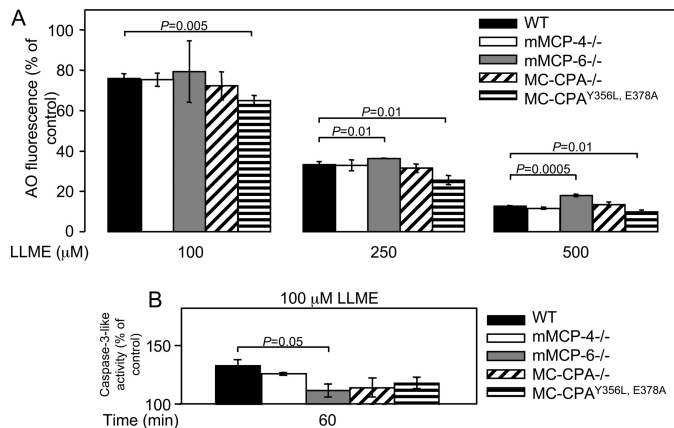 A
AO fluorescence (% of
control)
100
80
60
40
20
0
P=0.005
P=0.01
P=0.01
P=0.01
P=0.0005
WT
mMCP-4-/-
mMCP-6-/-
MC-CPA-/-
MC-CPAY356L, E378A
LLME (µM)
100
250
500
B
100 µM LLME
Caspase-3-like
activity (% of
control)
150
100
P=0.05
WT
mMCP-4-/-
mMCP-6-/-
MC-CPA-/-
MC-CPAY356L, E378A
Time (min)
60